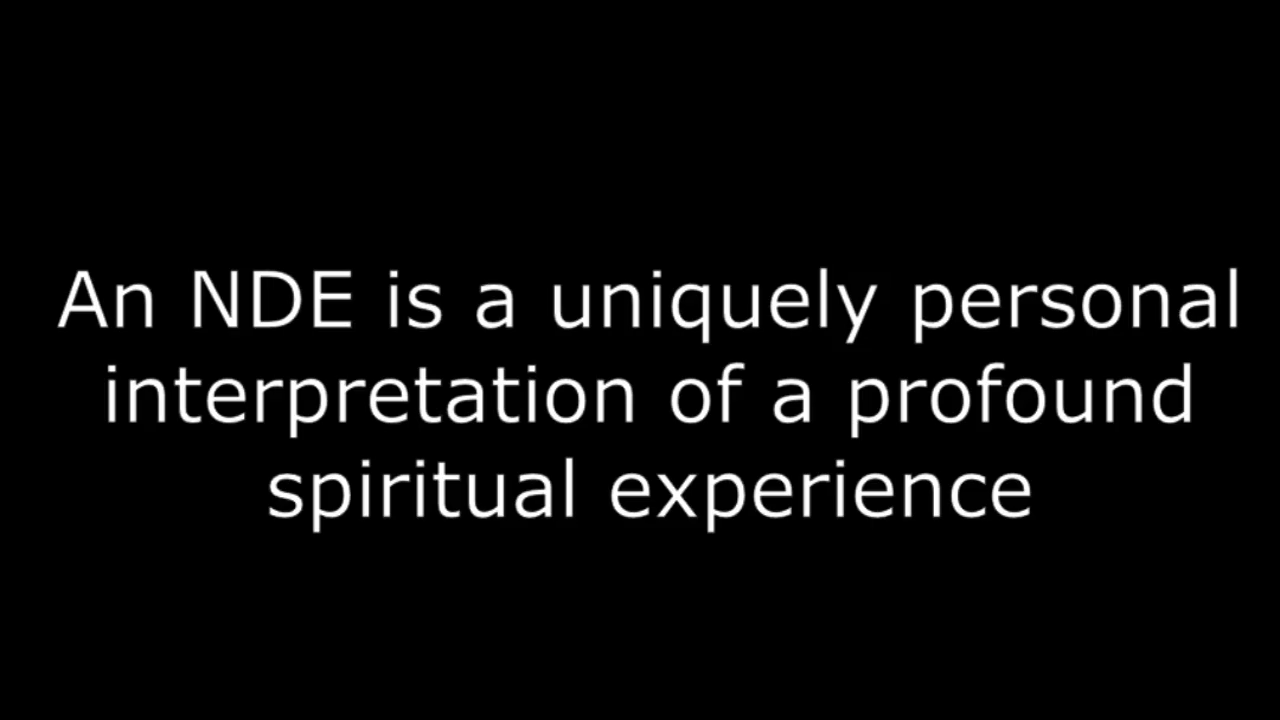 An NDE is a uniquely personal
interpretation of a profound
spiritual experience